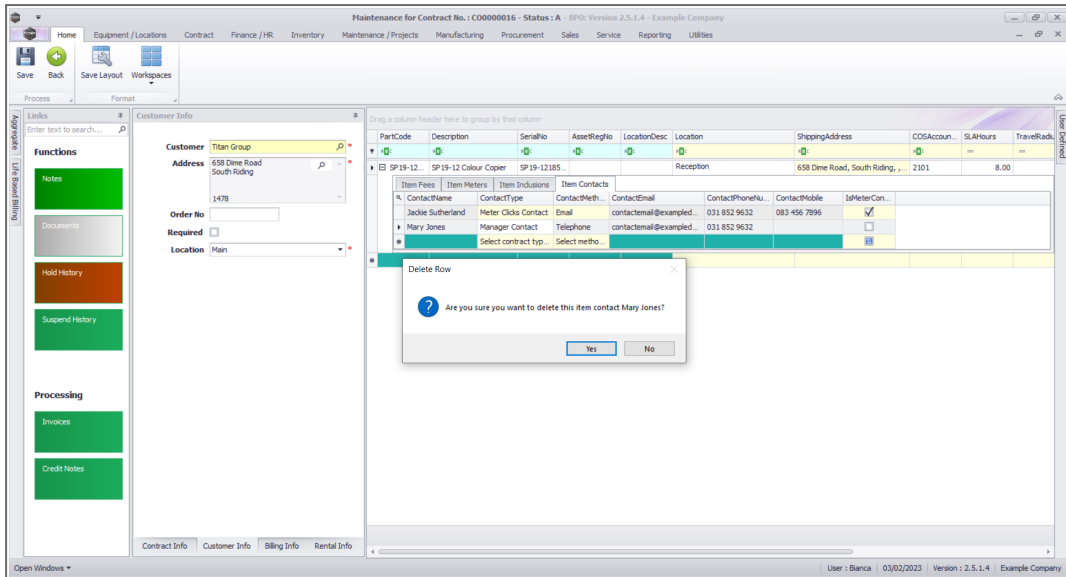 Maintenance for Contract No. : CO0000016 - Status : A - BPO: Version 2.5.1.4 - Example Company
Home Equipment / Locations Contract Finance / HR Inventory Maintenance / Projects Manufacturing Procurement Sales Service Reporting Utilities
Save Back Save Layout Workspaces
Process Format
Aggregate
Life Based Billing
Links
Enter text to search...
Functions
Notes
Documents
Hold History
Suspend History
Processing
Invoices
Credit Notes
Customer Info
Customer Titan Group *
Address 658 Dime Road *
South Riding
1478
Order No
Required
Location Main *
Contract Info Customer Info Billing Info Rental Info
Drag a column header here to group by that column
PartCode Description SerialNo AssetRegNo LocationDesc Location ShippingAddress COSAccoun... SLAHours TravelRadiu
SP19-12... SP19-12 Colour Copier SP19-12185... Reception 658 Dime Road, South Riding, ,... 2101 8.00
Item Fees Item Meters Item Inclusions Item Contacts
ContactName ContactType ContactMeth... ContactEmail ContactPhoneNu... ContactMobile IsMeterCon...
Jackie Sutherland Meter Clicks Contact Email contactemail@exampled... 031 852 9632 083 456 7896
Mary Jones Manager Contact Telephone contactemail@exampled... 031 852 9632
Select contract typ... Select metho...
Delete Row
Are you sure you want to delete this item contact Mary Jones?
Yes No
User Defined
Open Windows User : Bianca 03/02/2023 Version : 2.5.1.4 Example Company